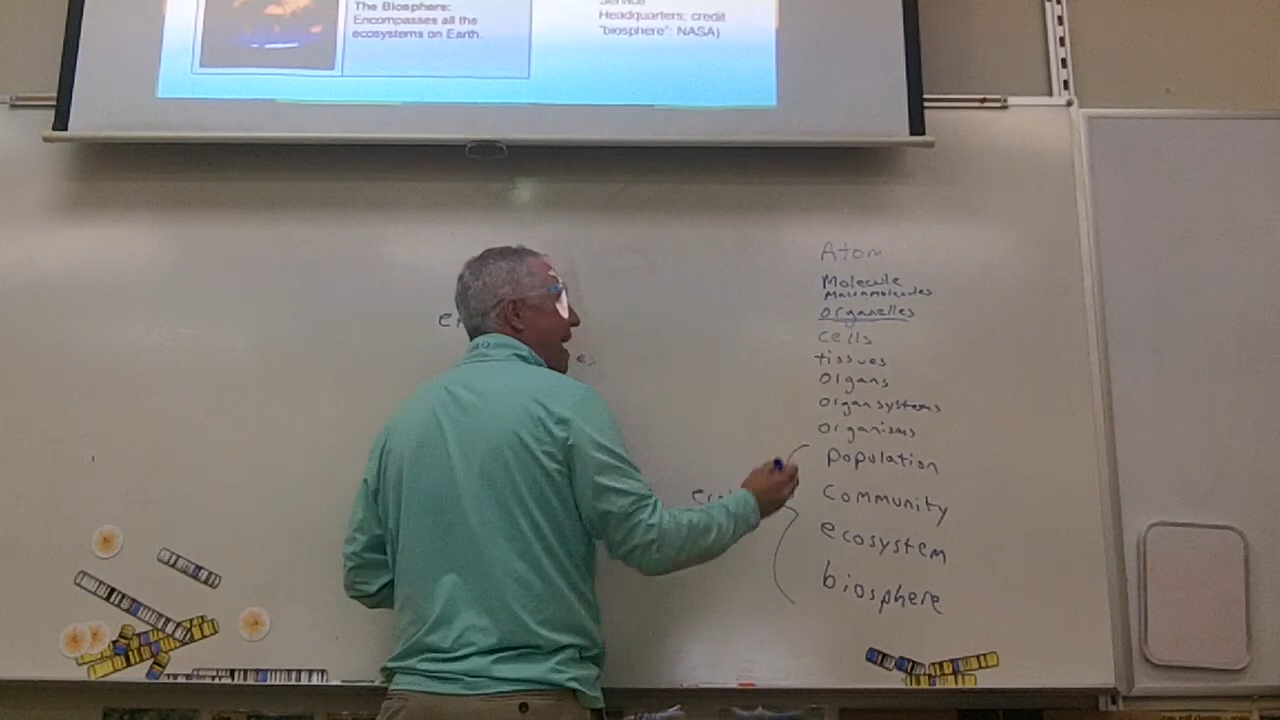 The Biosphere:
Encompasses all the
ecosystems on Earth.
Service
Headquarters; credit
"biosphere": NASA)
Atom
Molecule
Macromolecules
Organelles
cells
tissues
Organs
Organ systems
Organisms
Population
Community
ecosystem
biosphere